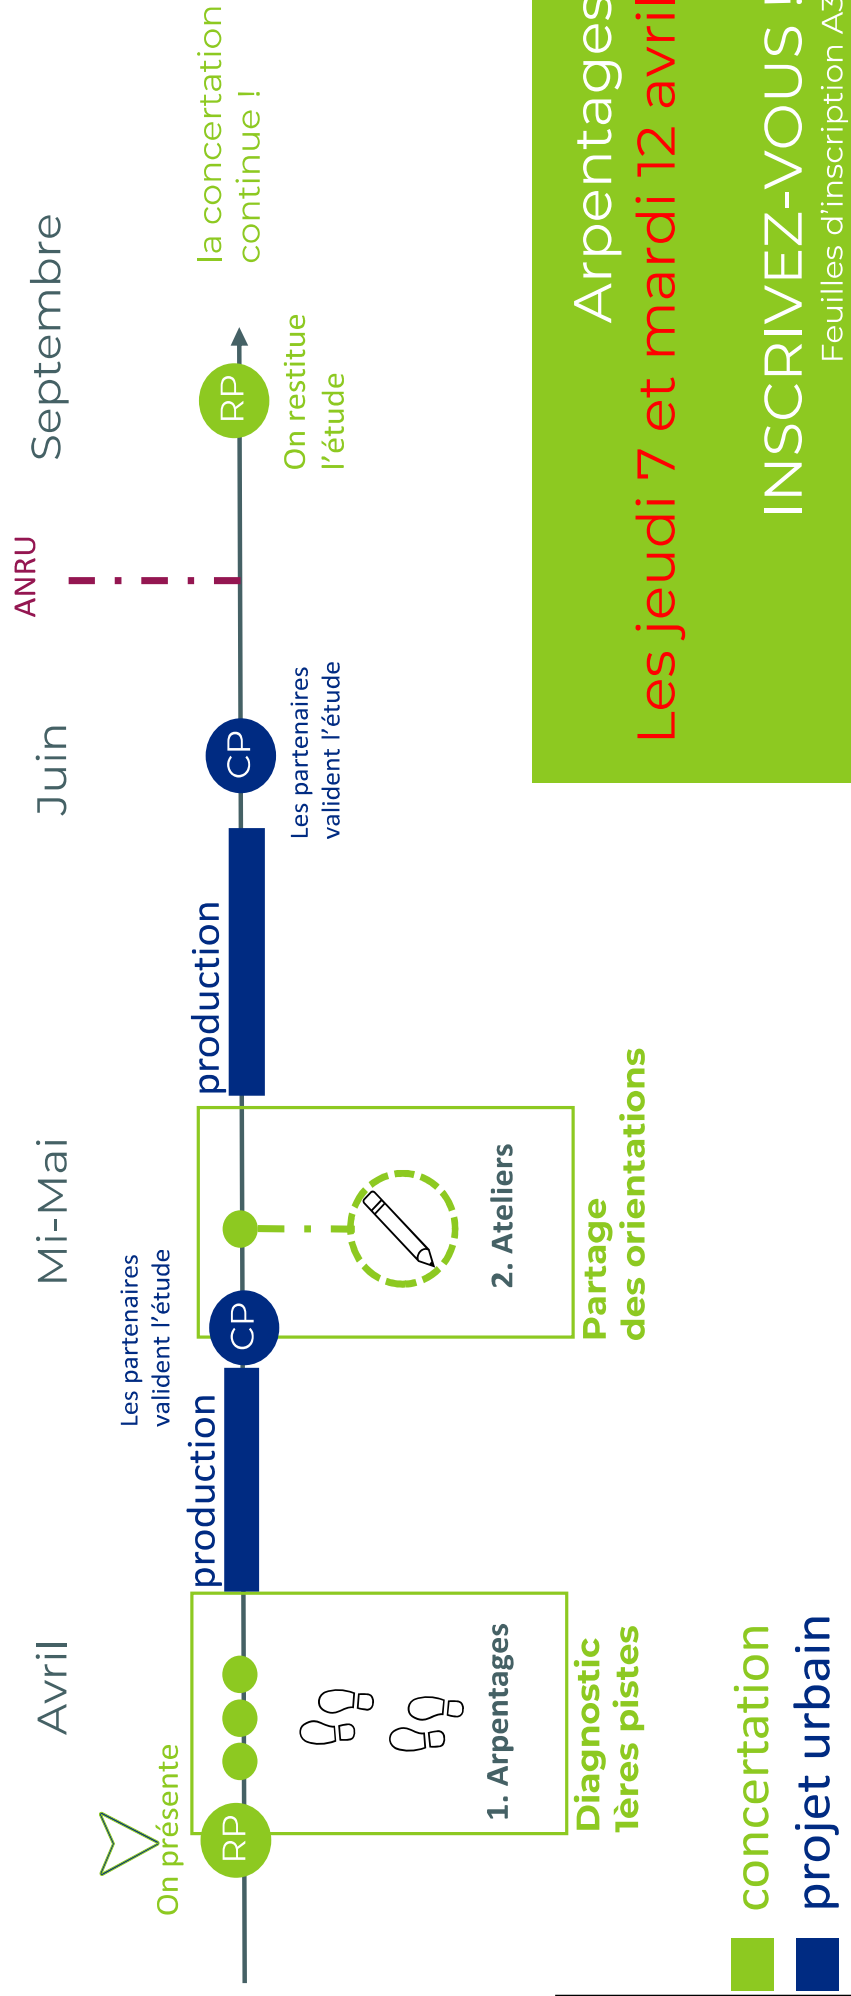 Avril
Mi-Mai
Juin
Septembre
ANRU
On présente
Les partenaires
valident l'étude
la concertation
continue !
RP
production
CP
production
CP
RP
Les partenaires
valident l'étude
On restitue
l'étude
1. Arpentages
2. Ateliers
Diagnostic
1ères pistes
Partage
des orientations
Arpentages
Les jeudi 7 et mardi 12 avril
INSCRIVEZ-VOUS !
Feuilles d'inscription A3
concertation
projet urbain